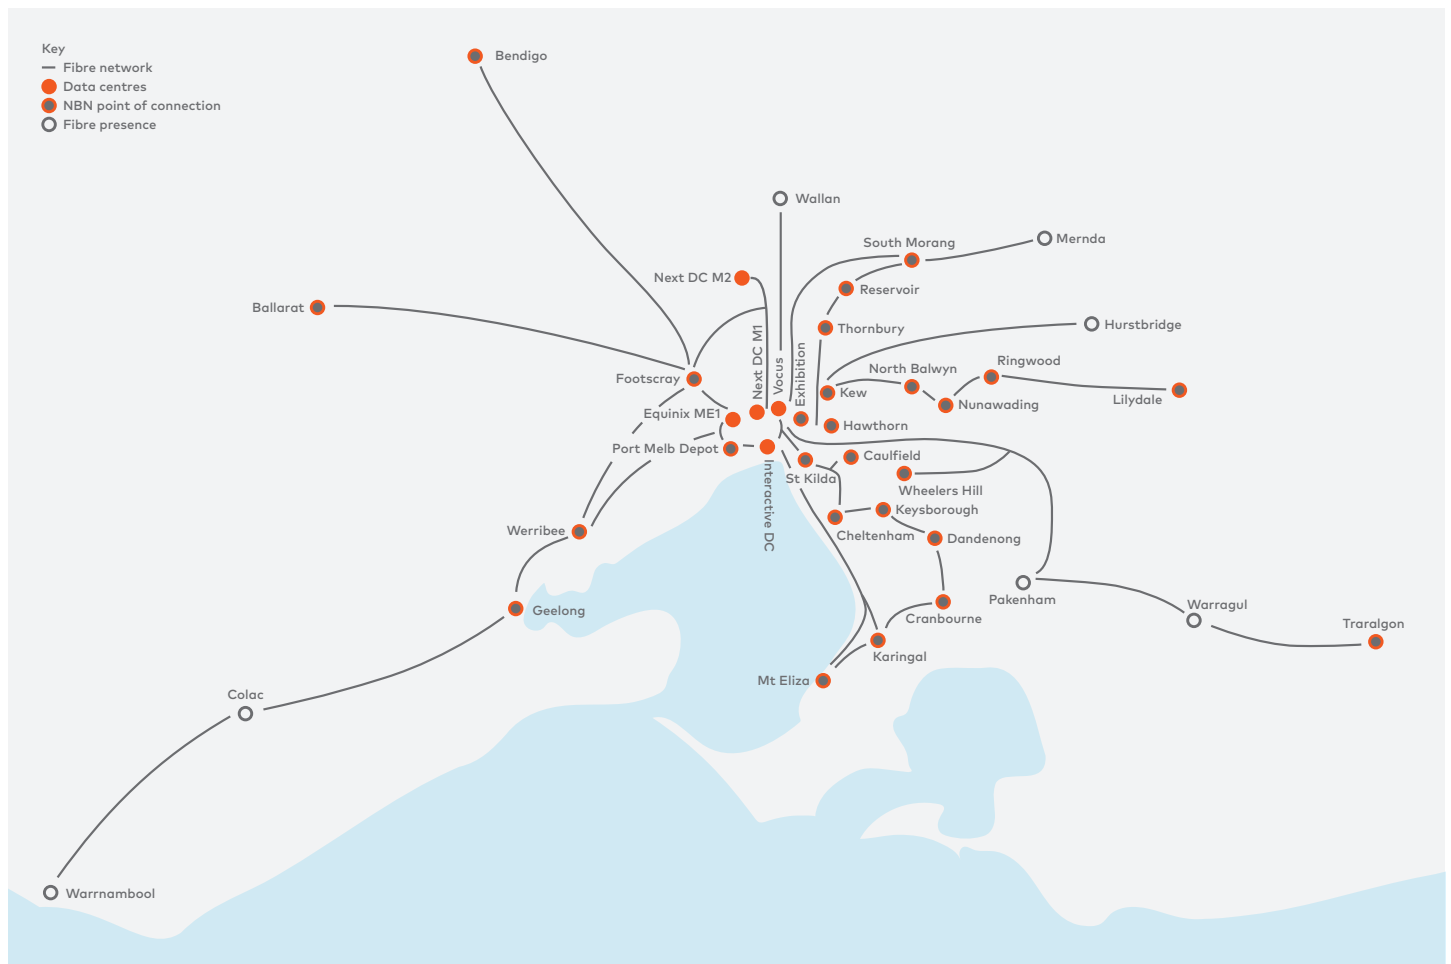 Key
Fibre network
Data centres
NBN point of connection
Fibre presence
Bendigo
Wallan
South Morang
Mernda
Next DC M2
Reservoir
Ballarat
Thornbury
Hurstbridge
Next DC M1
Vocus
Exhibition
North Balwyn
Ringwood
Footscray
Kew
Lilydale
Nunawading
Equinix ME1
Hawthorn
Port Melb Depot
Caulfield
Interactive DC
St Kilda
Wheelers Hill
Keysborough
Werribee
Cheltenham
Dandenong
Pakenham
Warragul
Geelong
Cranbourne
Traralgon
Karingal
Mt Eliza
Colac
Warrnambool